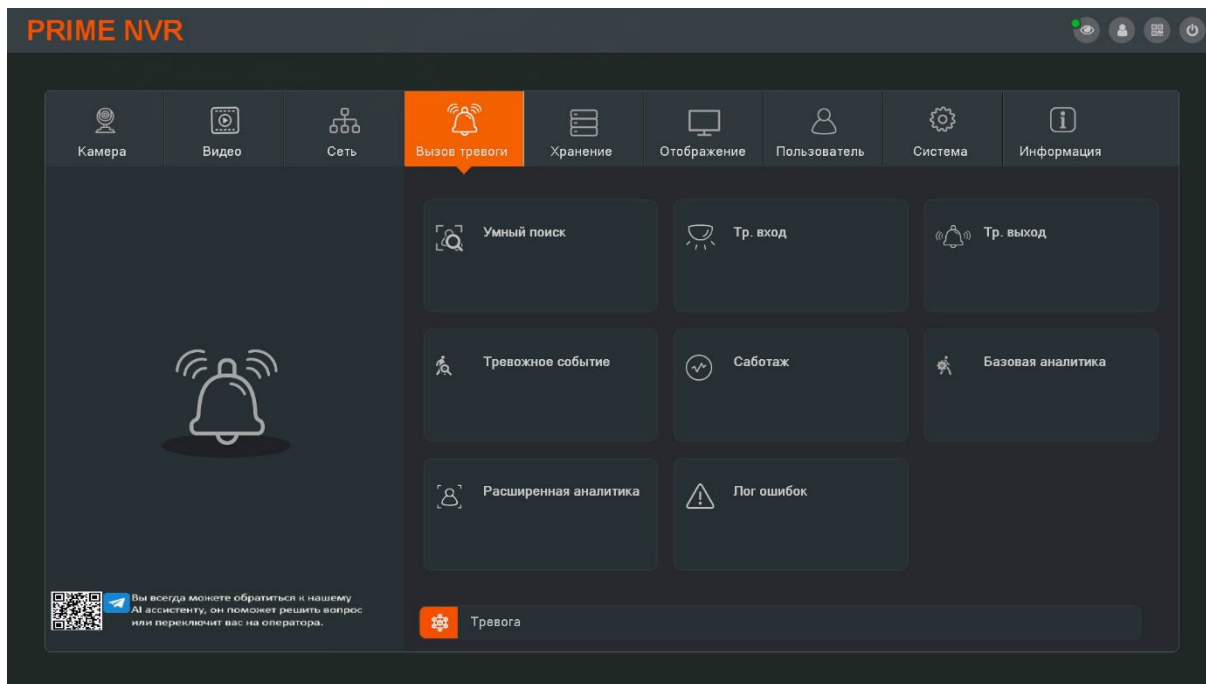 PRIME NVR
Камера
Видео
Сеть
Вызов тревоги
Хранение
Отображение
Пользователь
Система
Информация
Умный поиск
Тр. вход
Тр. выход
Тревожное событие
Саботаж
Базовая аналитика
Расширенная аналитика
Лог ошибок
Вы всегда можете обратиться к нашему
AI ассистенту, он поможет решить вопрос
или переключит вас на оператора.
Тревога